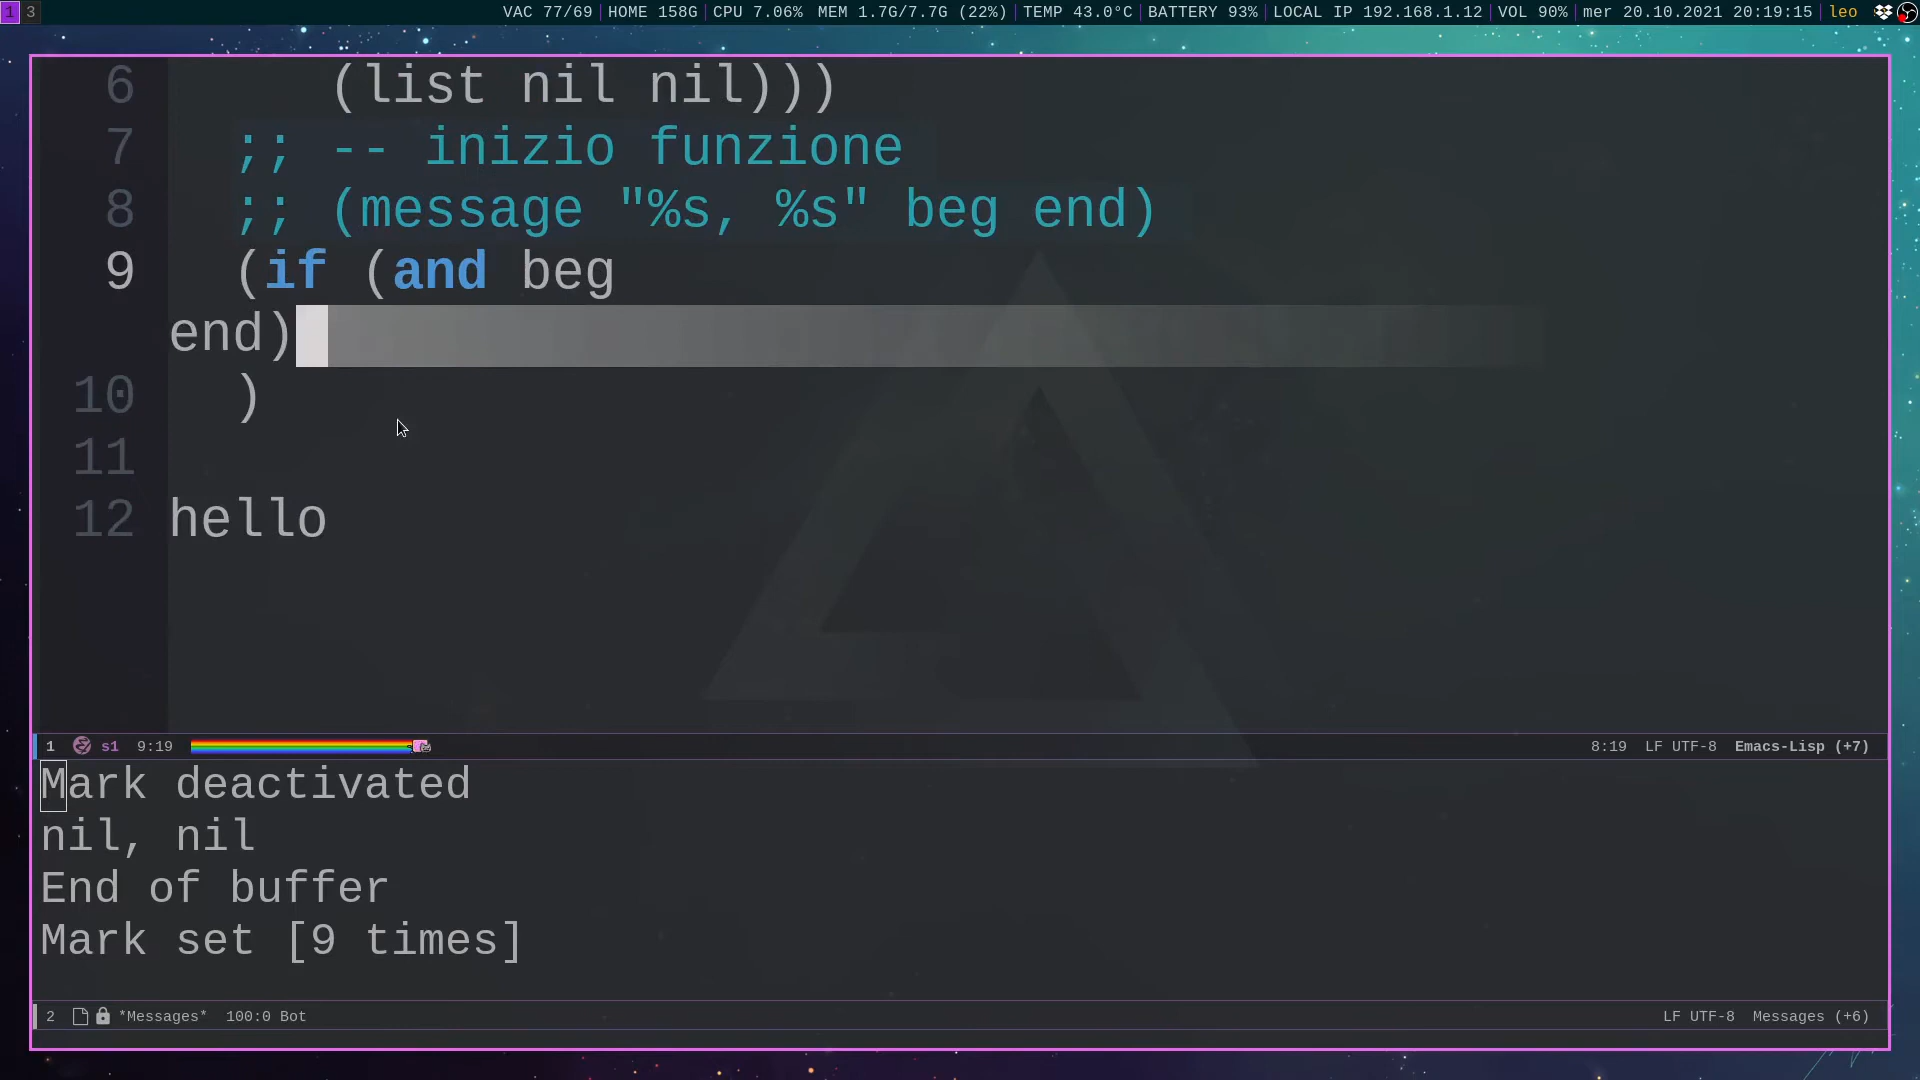 1 3 VAC 77/69 HOME 158G CPU 7.06% MEM 1.7G/7.7G (22%) TEMP 43.0°C BATTERY 93% LOCAL IP 192.168.1.12 VOL 90% mer 20.10.2021 20:19:15 leo
6 (list nil nil)))
7 ;; -- inizio funzione
8 ;; (message "%s, %s" beg end)
9 (if (and beg
end)
10 )
11
12 hello
1 s1 9:19 8:19 LF UTF-8 Emacs-Lisp (+7)
Mark deactivated
nil, nil
End of buffer
Mark set [9 times]
2 *Messages* 100:0 Bot LF UTF-8 Messages (+6)